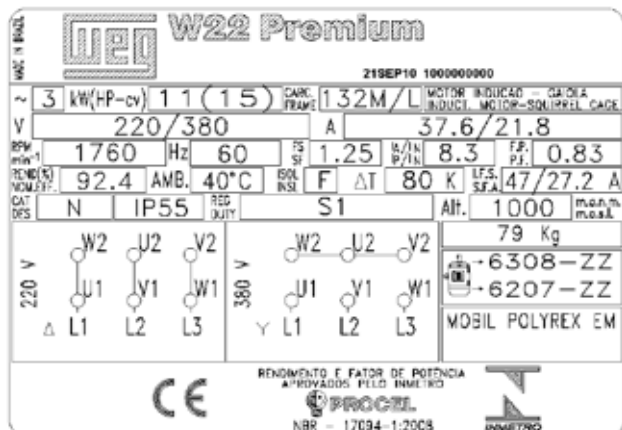 MADE IN BRAZIL
WEG W22 Premium
21SEP10 1000000000
~ 3 kW(HP-cv) 11(15) CARC. FRAME 132M/L MOTOR INDUCAO - GAIOLA INDUCT. MOTOR-SQUIRREL CAGE
V 220/380 A 37.6/21.8
RPM min⁻¹ 1760 Hz 60 FS SF 1.25 IA/IN IP/IN 8.3 F.P. P.F. 0.83
REND(%) NOM.EFF. 92.4 AMB. 40°C ISOL INSL F ΔT 80 K I.F.S. S.F.A. 47/27.2 A
CAT DES N IP55 REG DUTY S1 Alt. 1000 m.a.n.m. m.a.s.l.
79 Kg
220 V W2 U2 V2
U1 V1 W1
Δ L1 L2 L3
380 V W2 U2 V2
U1 V1 W1
Y L1 L2 L3
6308-ZZ
6207-ZZ
MOBIL POLYREX EM
CE
RENDIMENTO E FATOR DE POTÊNCIA
APROVADOS PELO INMETRO
PROCEL
NBR - 17094-1:2008
INMETRO